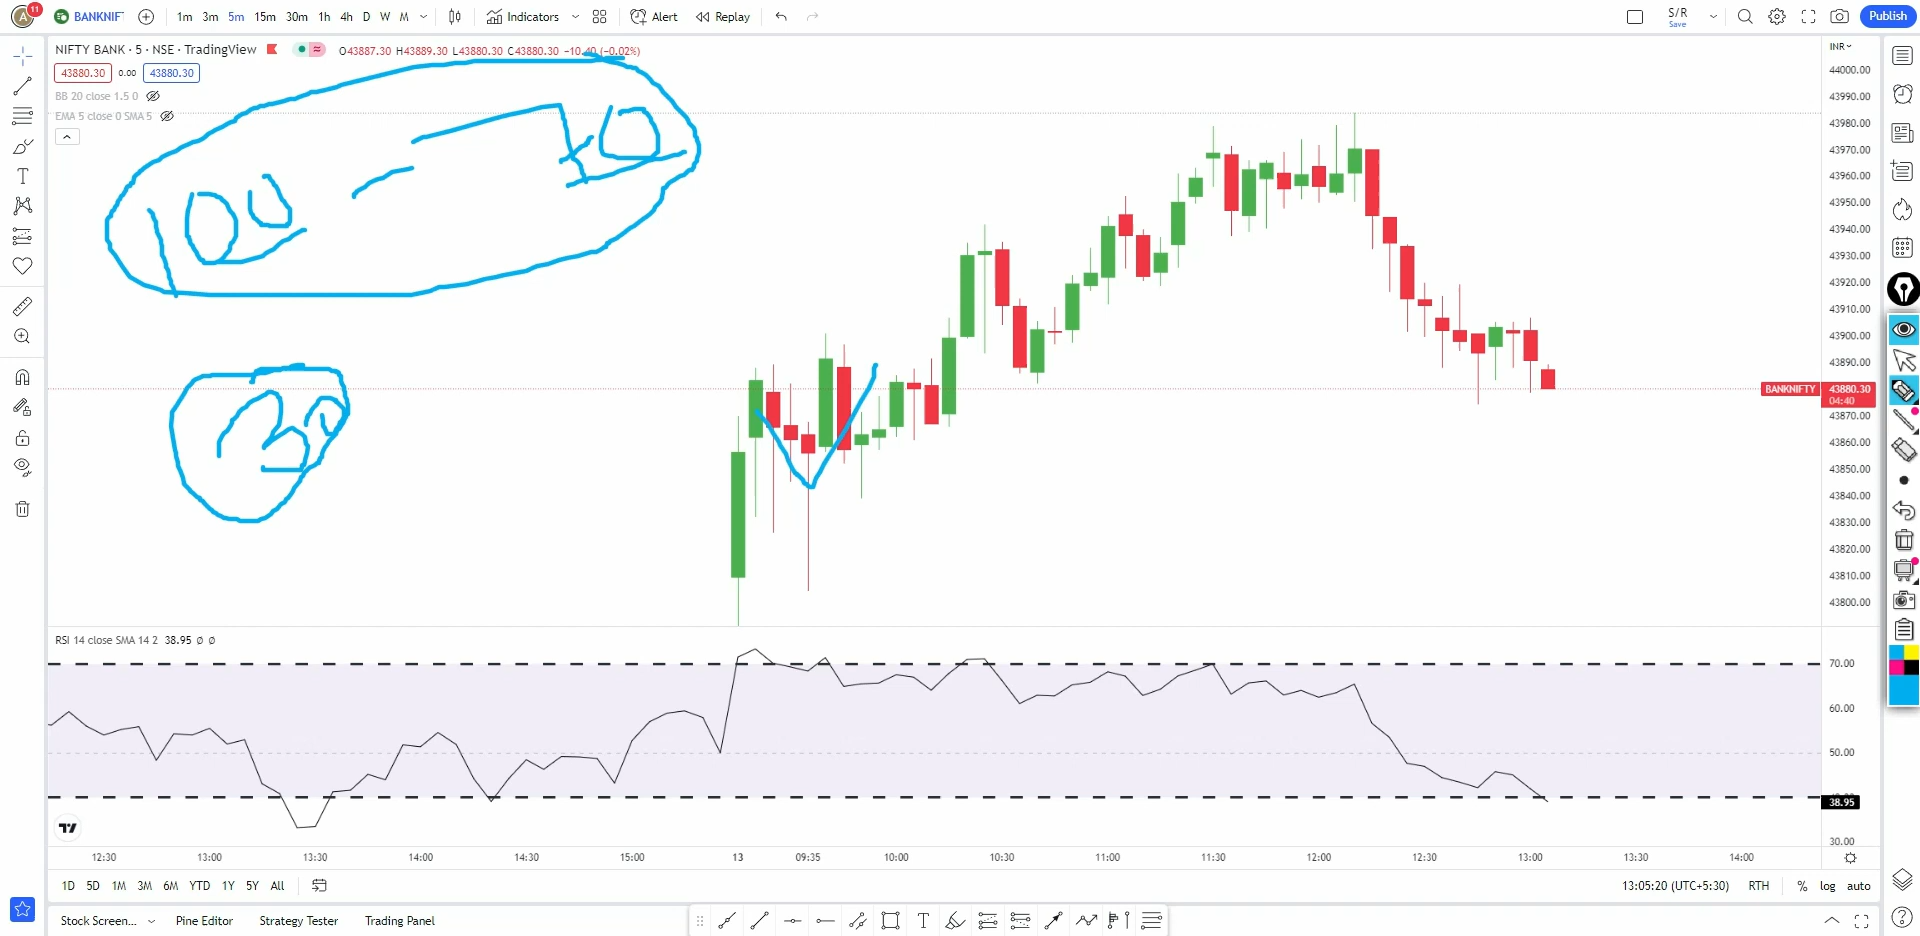 A 11 BANKNIFT 1m 3m 5m 15m 30m 1h 4h D W M Indicators Alert Replay S/R Save Publish
NIFTY BANK · 5 · NSE · TradingView O43887.30 H43889.30 L43880.30 C43880.30 −10.40 (−0.02%) INR
43880.30 0.00 43880.30
BB 20 close 1.5 0
EMA 5 close 0 SMA 5
44000.00
43990.00
43980.00
43970.00
43960.00
43950.00
43940.00
43930.00
43920.00
43910.00
43900.00
43890.00
BANKNIFTY 43880.30
04:40
43870.00
43860.00
43850.00
43840.00
43830.00
43820.00
43810.00
43800.00
100 - 70
30
RSI 14 close SMA 14 2 38.95 ∅ ∅
70.00
60.00
50.00
38.95
30.00
12:30 13:00 13:30 14:00 14:30 15:00 13 09:35 10:00 10:30 11:00 11:30 12:00 12:30 13:00 13:30 14:00
1D 5D 1M 3M 6M YTD 1Y 5Y All 13:05:20 (UTC+5:30) RTH % log auto
Stock Screen... Pine Editor Strategy Tester Trading Panel